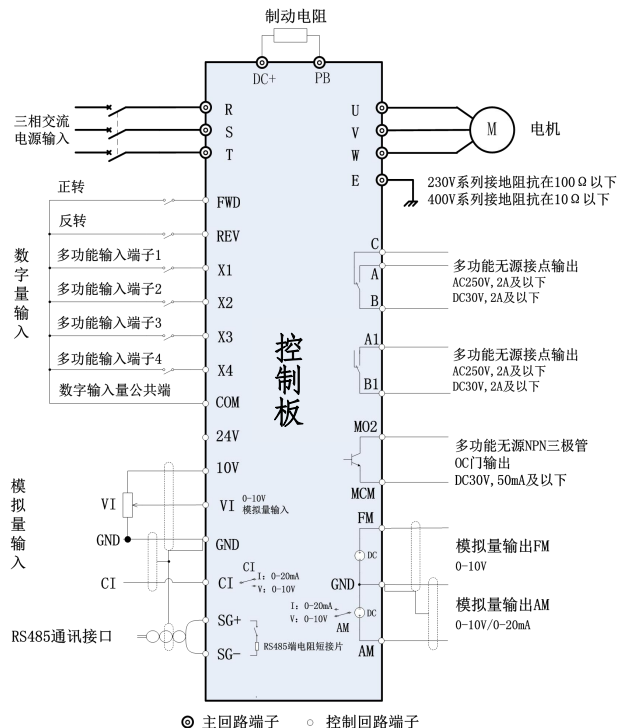 制动电阻
DC+
PB
三相交流
电源输入
R
S
T
U
V
W
E
M
电机
230V系列接地阻抗在100Ω以下
400V系列接地阻抗在10Ω以下
数字量输入
正转
FWD
反转
REV
多功能输入端子1
X1
多功能输入端子2
X2
多功能输入端子3
X3
多功能输入端子4
X4
数字输入量公共端
COM
24V
控制板
C
A
B
多功能无源接点输出
AC250V,2A及以下
DC30V,2A及以下
A1
B1
多功能无源接点输出
AC250V,2A及以下
DC30V,2A及以下
MO2
MCM
多功能无源NPN三极管
OC门输出
DC30V,50mA及以下
模拟量输入
10V
VI
VI
0-10V
模拟量输入
GND
GND
CI
CI
CI
I: 0-20mA
V: 0-10V
FM
DC
GND
模拟量输出FM
0-10V
I: 0-20mA
V: 0-10V
AM
DC
AM
模拟量输出AM
0-10V/0-20mA
RS485通讯接口
SG+
SG-
RS485端电阻短接片
主回路端子
控制回路端子